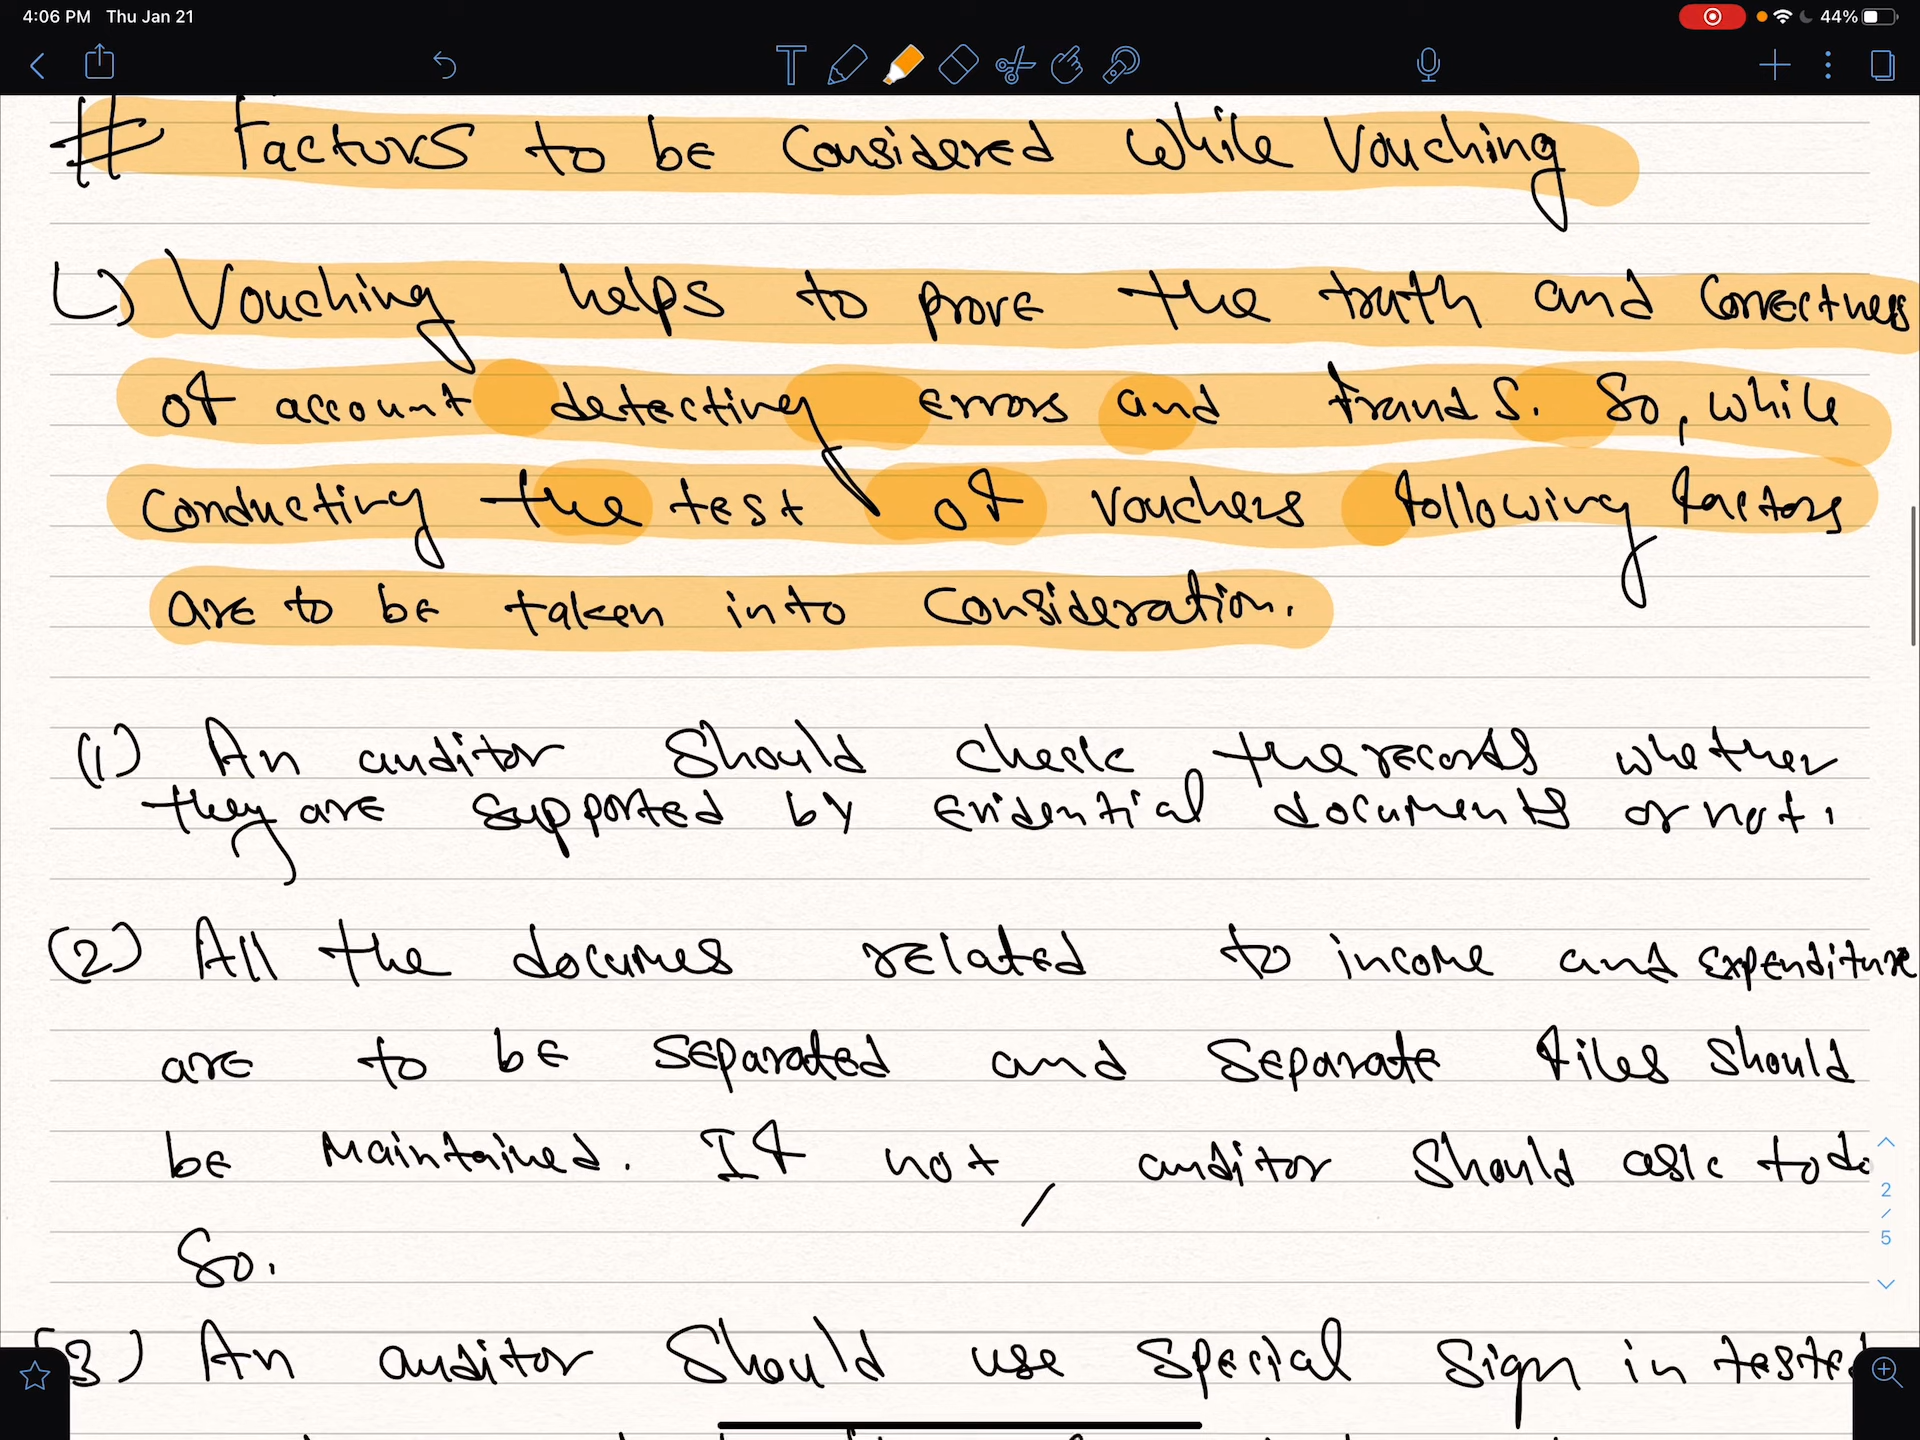 4:06 PM Thu Jan 21
44%
# Factors to be Considered While Vouching
Vouching helps to prove the truth and correctness
of account detecting errors and frauds. So, while
conducting the test of vouchers following factors
are to be taken into Consideration.
(1) An auditor Should check the records whether
they are supported by evidential documents or not.
(2) All the documes related to income and expenditure
are to be separated and separate files should
be Maintained. If not, auditor should ask to do
So.
(3) An auditor Should use Special Sign in tested
2
/
5